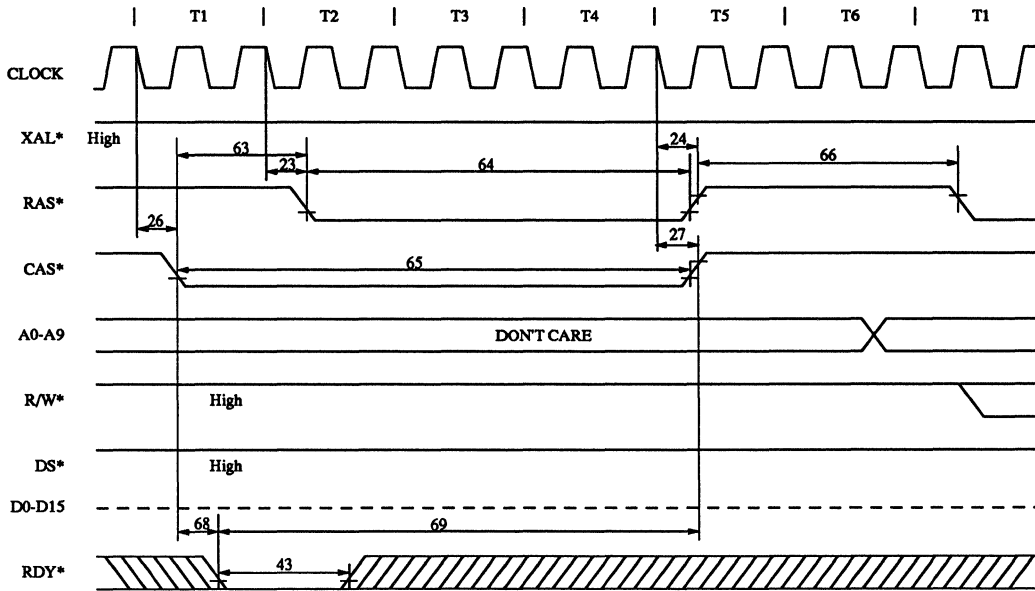 T1 T2 T3 T4 T5 T6 T1
CLOCK
XAL* High
63 24 66
23 64
RAS*
26 27
CAS* 65
A0-A9 DON'T CARE
R/W* High
DS* High
D0-D15
68 69
RDY* 43